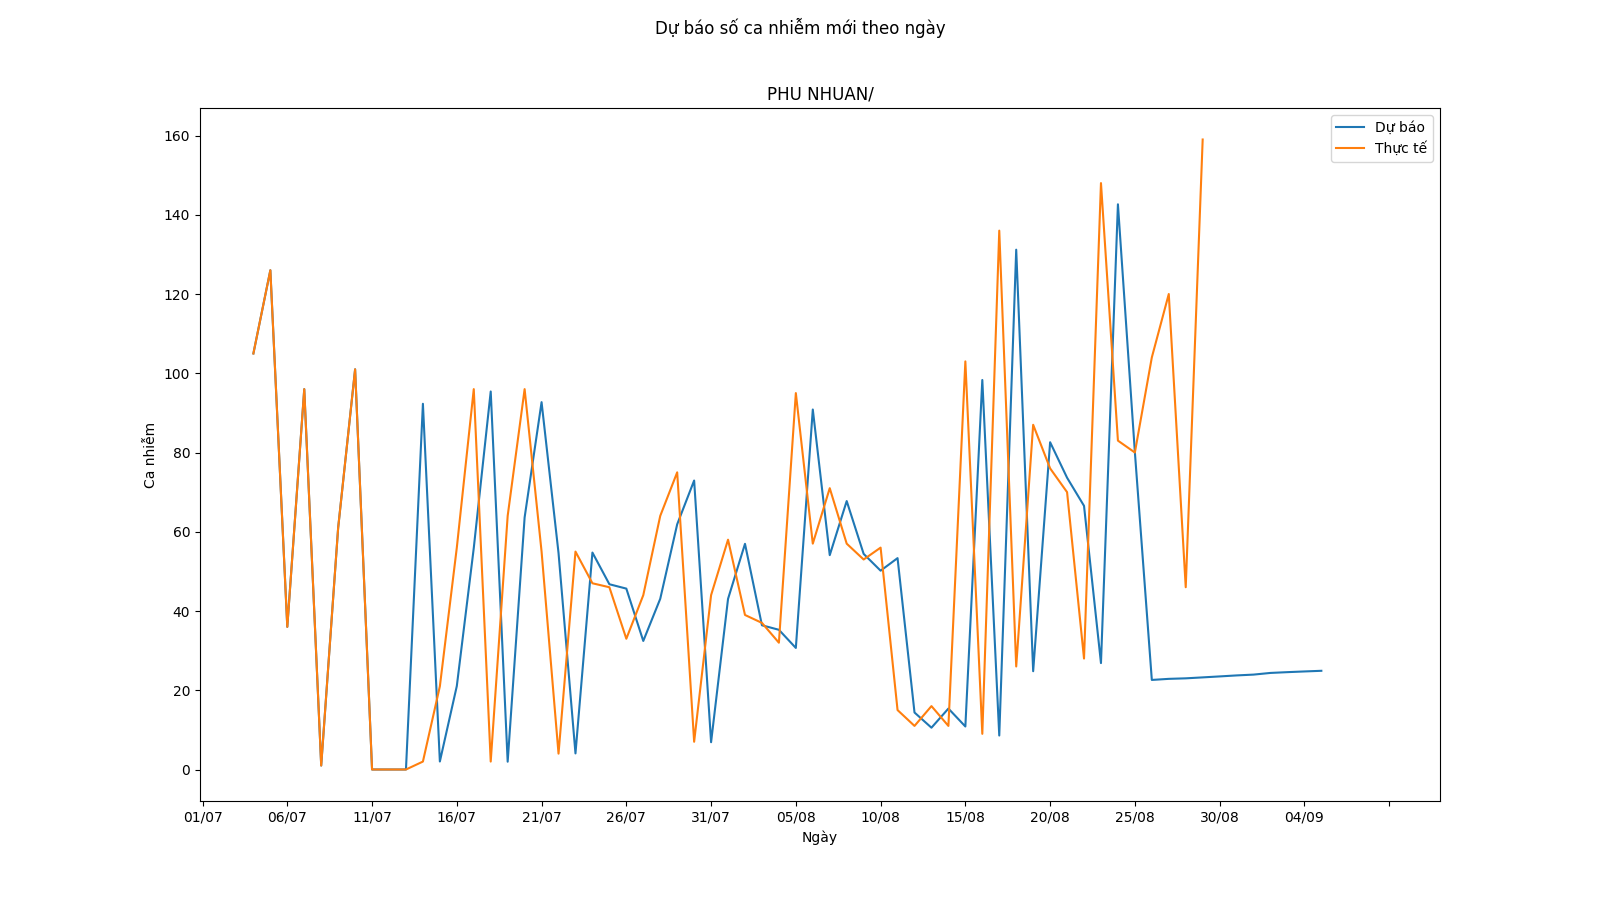 Dự báo số ca nhiễm mới theo ngày
PHU NHUAN/
Dự báo
Thực tế
Ca nhiễm
160
140
120
100
80
60
40
20
0
01/07 06/07 11/07 16/07 21/07 26/07 31/07 05/08 10/08 15/08 20/08 25/08 30/08 04/09
Ngày